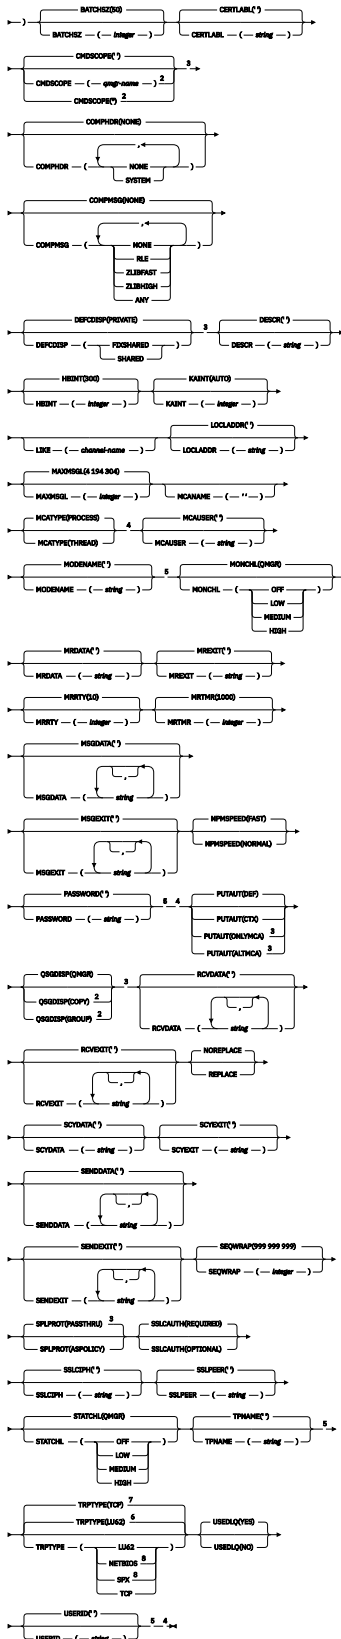 BATCHSZ(50) CERTLABL(' ')
) BATCHSZ ( integer ) CERTLABL ( string )
CMDSCOPE(' ') 3
CMDSCOPE ( qmgr-name ) 2
CMDSCOPE(*) 2
COMPHDR(NONE)
,
COMPHDR ( NONE )
SYSTEM
COMPMSG(NONE)
,
COMPMSG ( NONE )
RLE
ZLIBFAST
ZLIBHIGH
ANY
DEFCDISP(PRIVATE) 3 DESCR(' ')
DEFCDISP ( FIXSHARED ) DESCR ( string )
SHARED
HBINT(300) KAINT(AUTO)
HBINT ( integer ) KAINT ( integer )
LOCLADDR(' ')
LIKE ( channel-name ) LOCLADDR ( string )
MAXMSGL(4 194 304)
MAXMSGL ( integer ) MCANAME ( ' ' )
MCATYPE(PROCESS) 4 MCAUSER(' ')
MCATYPE(THREAD) MCAUSER ( string )
MODENAME(' ') 5 MONCHL(QMGR)
MODENAME ( string ) MONCHL ( OFF )
LOW
MEDIUM
HIGH
MRDATA(' ') MREXIT(' ')
MRDATA ( string ) MREXIT ( string )
MRRTY(10) MRTMR(1000)
MRRTY ( integer ) MRTMR ( integer )
MSGDATA(' ')
,
MSGDATA ( string )
MSGEXIT(' ') NPMSPEED(FAST)
, NPMSPEED(NORMAL)
MSGEXIT ( string )
PASSWORD(' ') 5 4 PUTAUT(DEF)
PASSWORD ( string ) PUTAUT(CTX)
PUTAUT(ONLYMCA) 3
PUTAUT(ALTMCA) 3
QSGDISP(QMGR) 3 RCVDATA(' ')
QSGDISP(COPY) 2 ,
QSGDISP(GROUP) 2 RCVDATA ( string )
RCVEXIT(' ') NOREPLACE
, REPLACE
RCVEXIT ( string )
SCYDATA(' ') SCYEXIT(' ')
SCYDATA ( string ) SCYEXIT ( string )
SENDDATA(' ')
,
SENDDATA ( string )
SENDEXIT(' ') SEQWRAP(999 999 999)
, SEQWRAP ( integer )
SENDEXIT ( string )
SPLPROT(PASSTHRU) 3 SSLCAUTH(REQUIRED)
SPLPROT(ASPOLICY) SSLCAUTH(OPTIONAL)
SSLCIPH(' ') SSLPEER(' ')
SSLCIPH ( string ) SSLPEER ( string )
STATCHL(QMGR) TPNAME(' ') 5
STATCHL ( OFF ) TPNAME ( string )
LOW
MEDIUM
HIGH
TRPTYPE(TCP) 7
TRPTYPE(LU62) 6 USEDLQ(YES)
TRPTYPE ( LU62 ) USEDLQ(NO)
NETBIOS 8
SPX 8
TCP
USERID(' ') 5 4
USERID ( string )